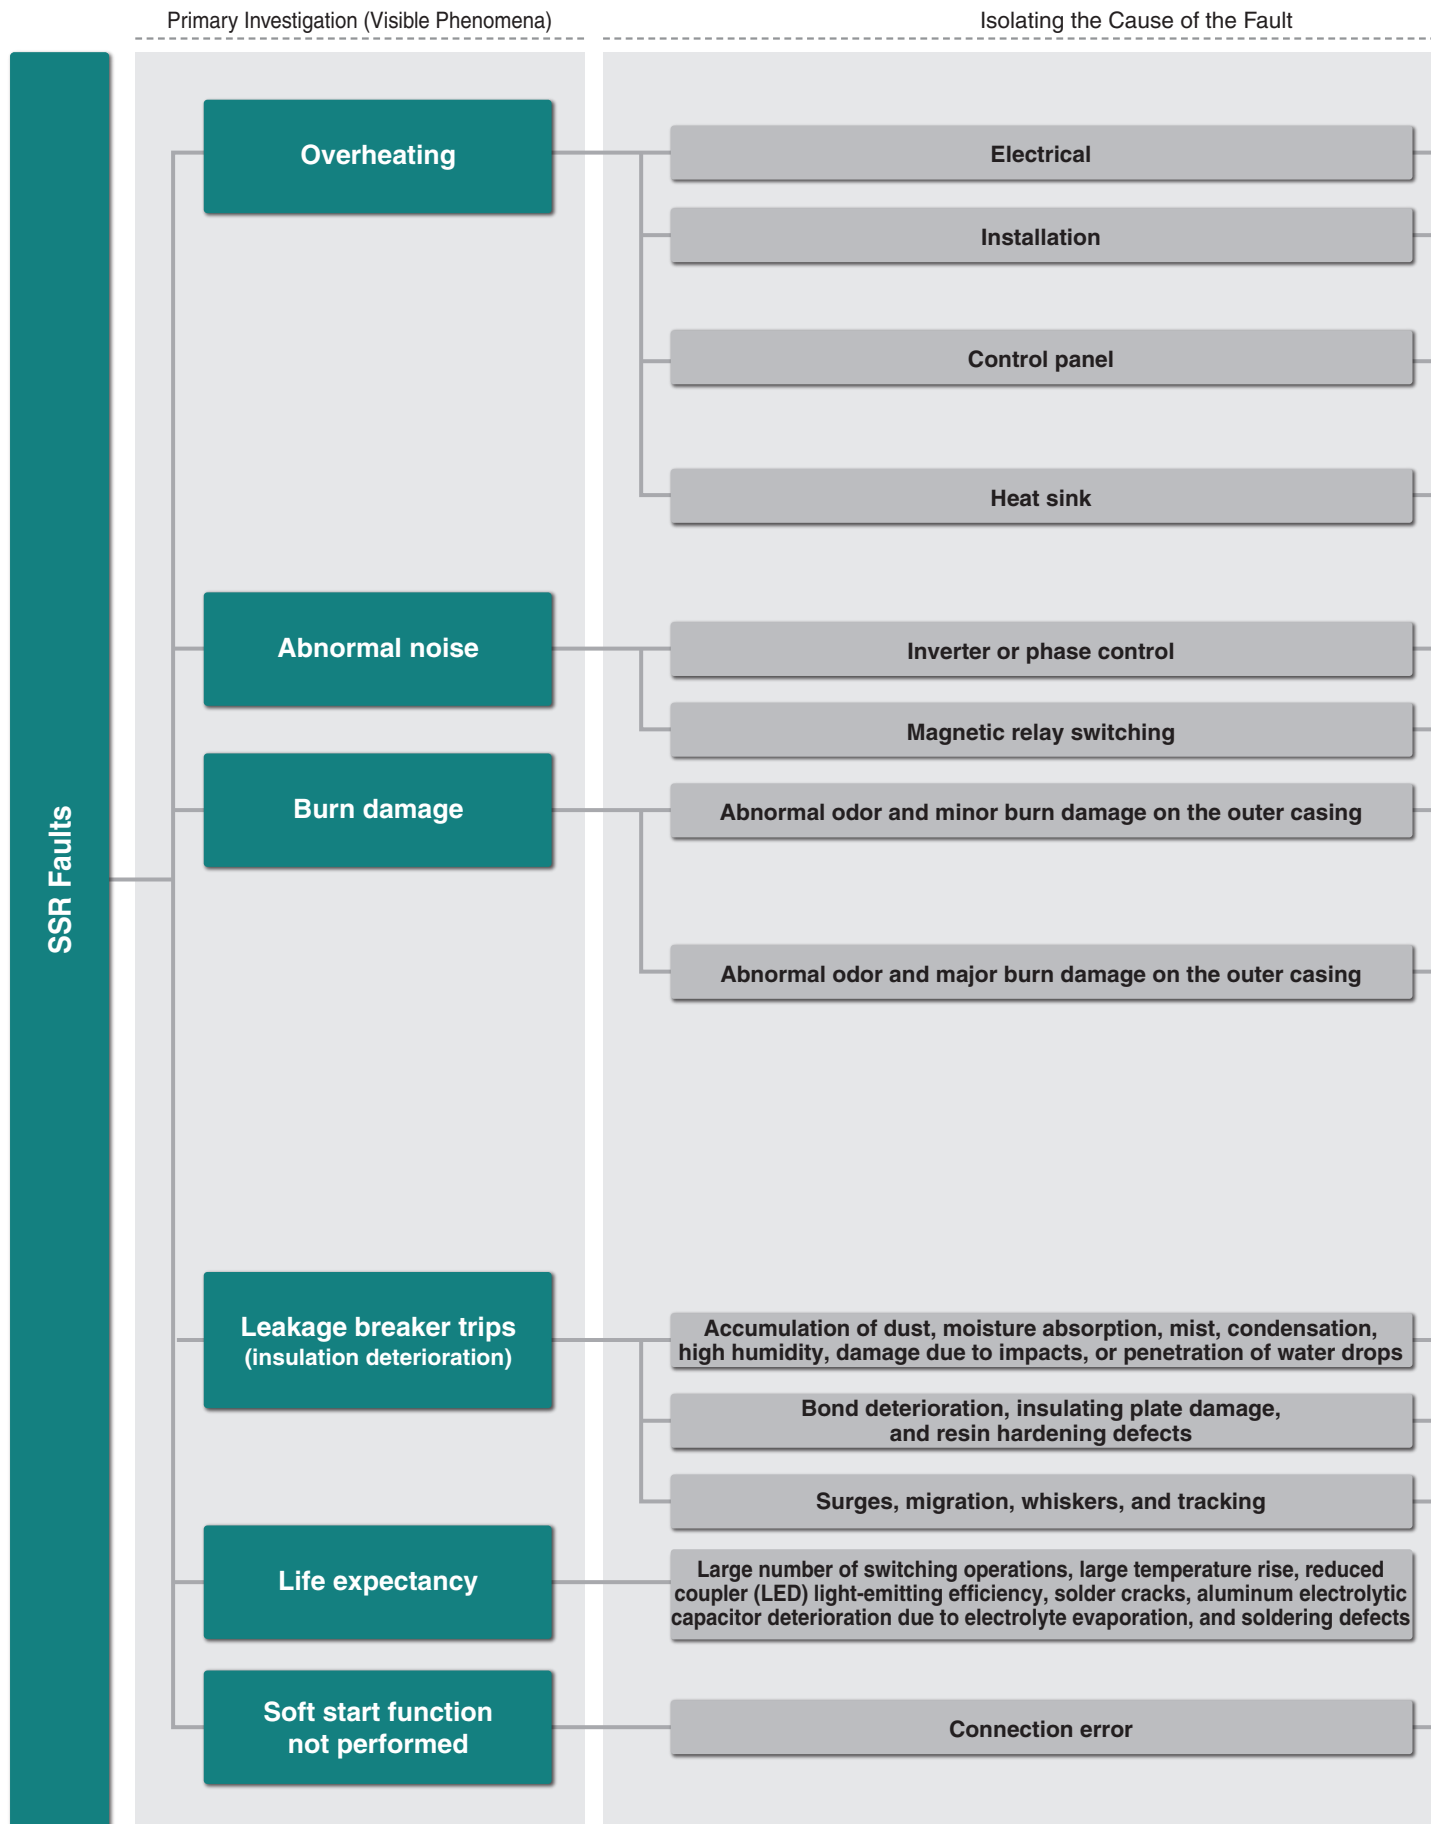 Primary Investigation (Visible Phenomena)
Isolating the Cause of the Fault
SSR Faults
Overheating
Electrical
Installation
Control panel
Heat sink
Abnormal noise
Inverter or phase control
Magnetic relay switching
Burn damage
Abnormal odor and minor burn damage on the outer casing
Abnormal odor and major burn damage on the outer casing
Leakage breaker trips
(insulation deterioration)
Accumulation of dust, moisture absorption, mist, condensation,
high humidity, damage due to impacts, or penetration of water drops
Bond deterioration, insulating plate damage,
and resin hardening defects
Surges, migration, whiskers, and tracking
Life expectancy
Large number of switching operations, large temperature rise, reduced
coupler (LED) light-emitting efficiency, solder cracks, aluminum electrolytic
capacitor deterioration due to electrolyte evaporation, and soldering defects
Soft start function
not performed
Connection error